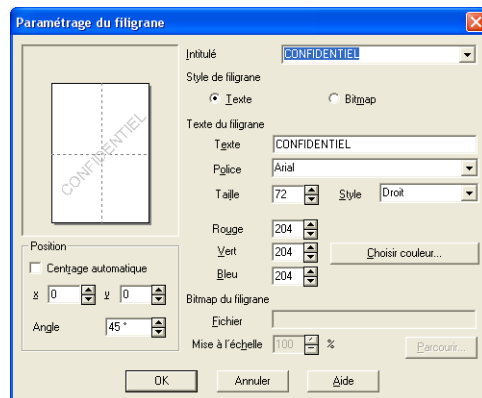 Paramétrage du filigrane
Intitulé CONFIDENTIEL
Style de filigrane
Texte Bitmap
Texte du filigrane
CONFIDENTIEL
Texte CONFIDENTIEL
Police Arial
Taille 72 Style Droit
Rouge 204
Vert 204 Choisir couleur...
Bleu 204
Position
Centrage automatique
x 0 y 0
Angle 45 °
Bitmap du filigrane
Fichier
Mise à l'échelle 100 %
Parcourir...
OK Annuler Aide